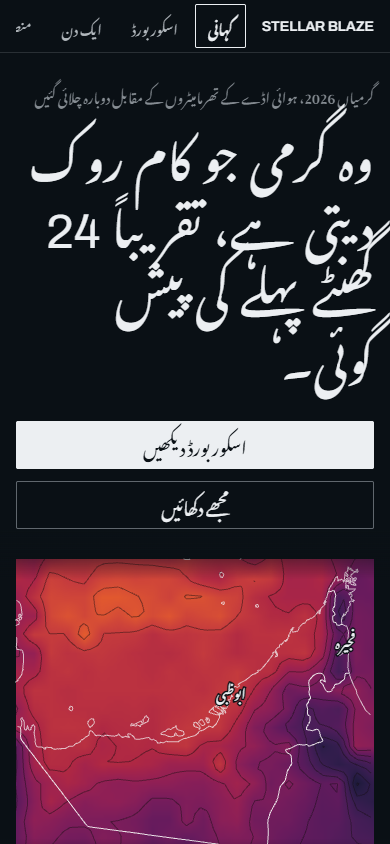 STELLAR BLAZE
کہانی
اسکور بورڈ
ایک دن
گرمیاں 2026، ہوائی اڈے کے تھرمامیٹروں کے مقابل دوبارہ چلائی گئیں
وہ گرمی جو کام روک
دیتی ہے، تقریباً 24
گھنٹے پہلے کی پیش
گوئی۔
اسکور بورڈ دیکھیں
مجھے دکھائیں
فجیرہ
ابوظبی